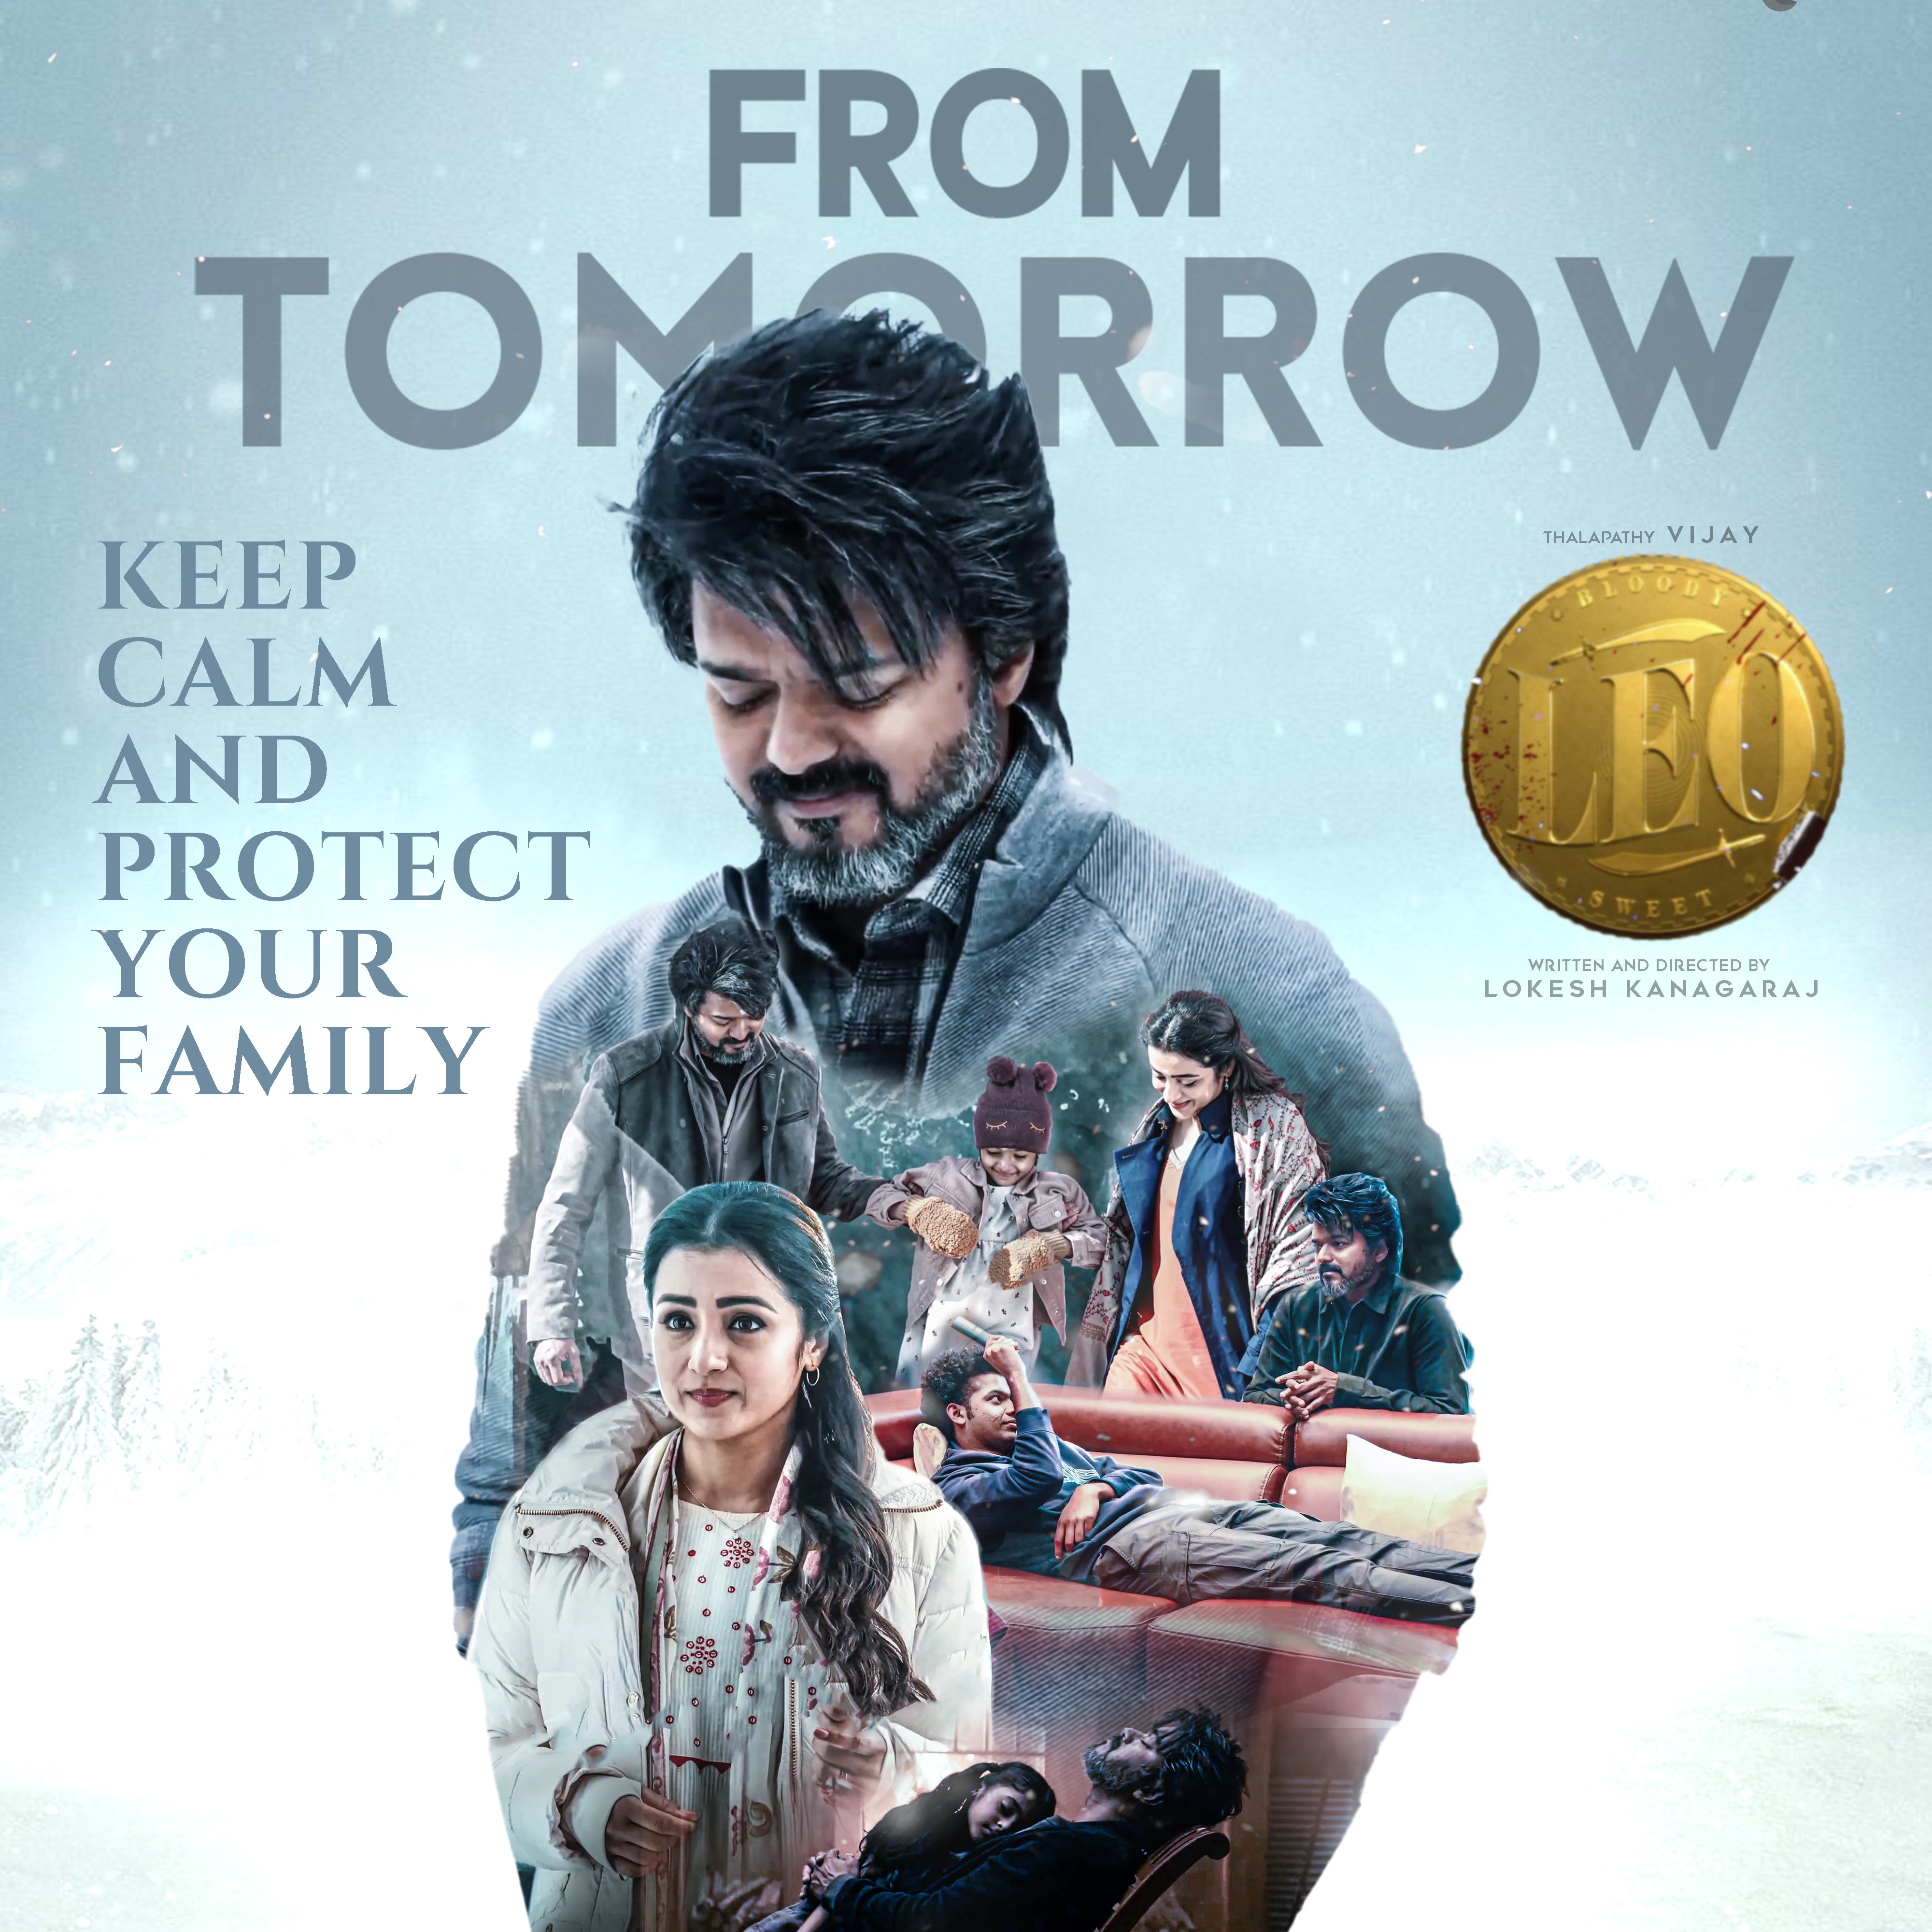 FROM
TOMORROW
KEEP
CALM
AND
PROTECT
YOUR
FAMILY
THALAPATHY VIJAY
BLOODY
LEO
SWEET
WRITTEN AND DIRECTED BY
LOKESH KANAGARAJ